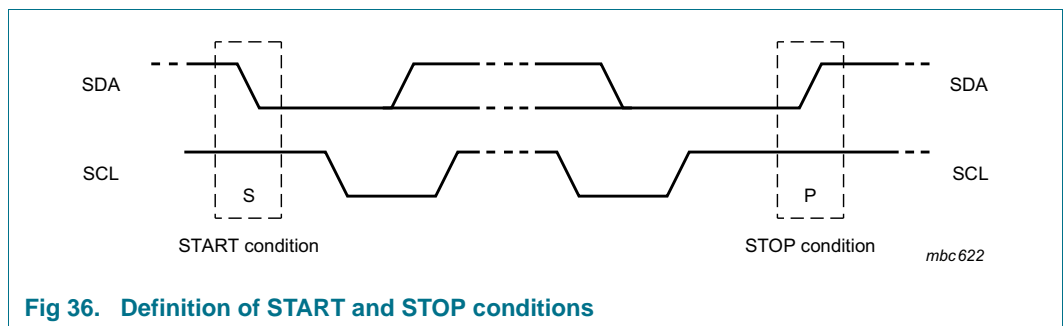 SDA SDA
SCL SCL
S P
START condition STOP condition
mbc622
Fig 36. Definition of START and STOP conditions